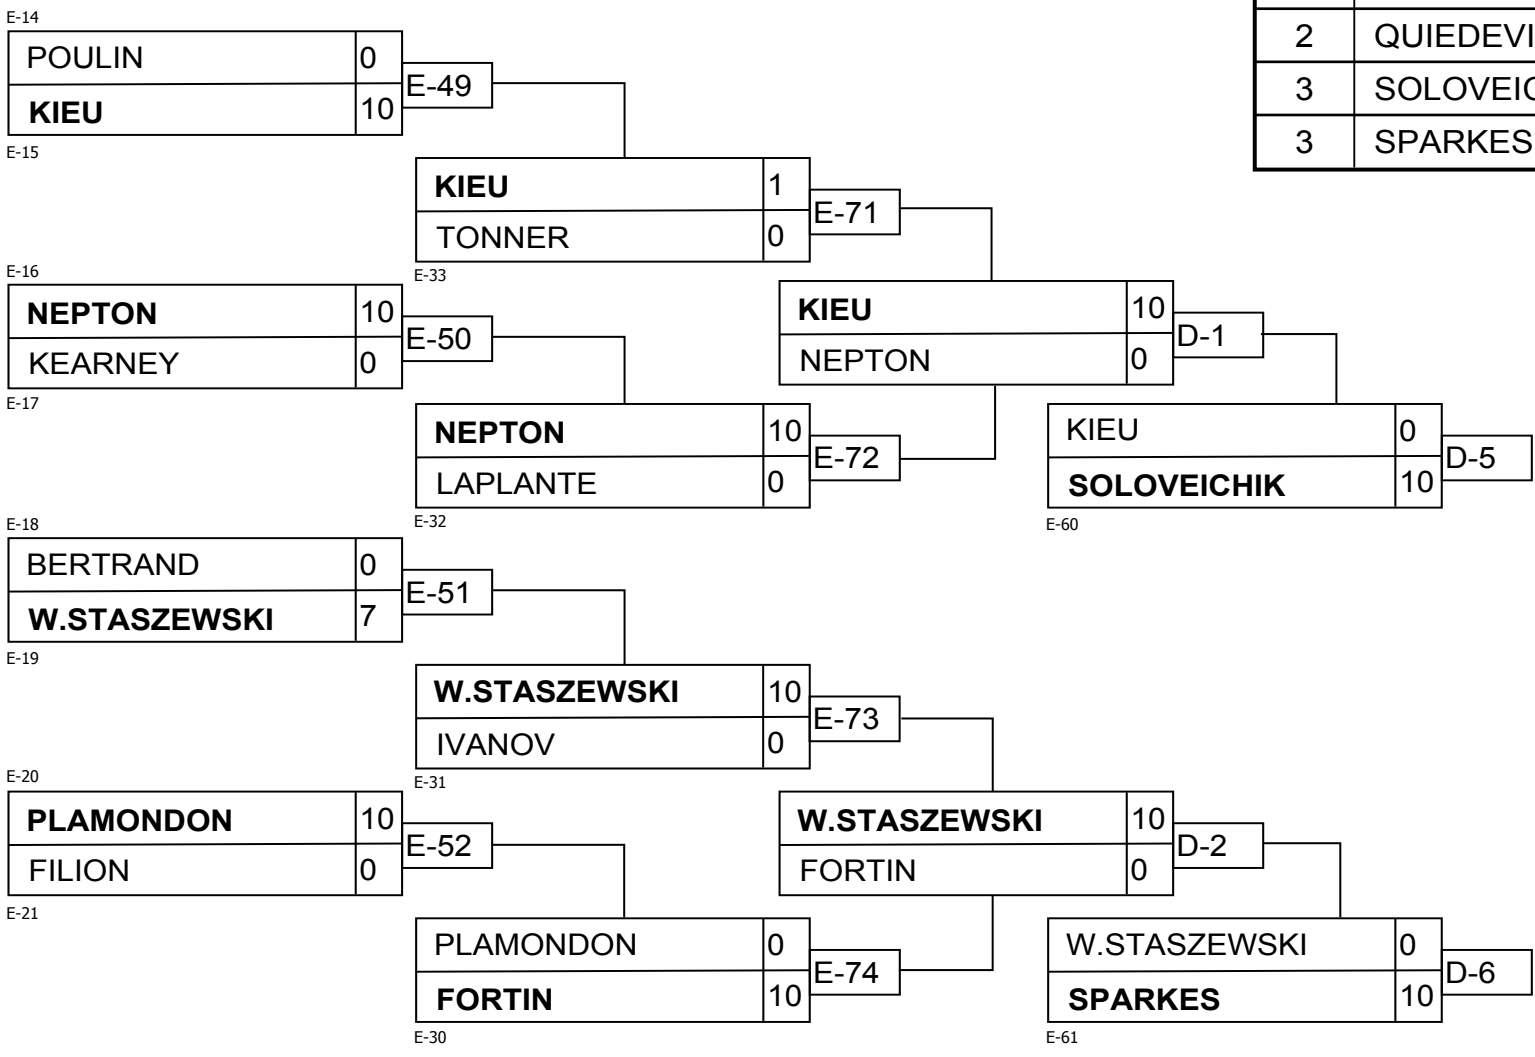 E-14
POULIN 0
E-49
KIEU 10
E-15
2
3
3 SPARKES
KIEU 1
E-71
TONNER 0
E-33
E-16
NEPTON 10
E-50
KEARNEY 0
E-17
KIEU 10
D-1
NEPTON 0
NEPTON 10
E-72
LAPLANTE 0
E-32
KIEU 0
D-5
SOLOVEICHIK 10
E-60
E-18
BERTRAND 0
E-51
W.STASZEWSKI 7
E-19
W.STASZEWSKI 10
E-73
IVANOV 0
E-31
E-20
PLAMONDON 10
E-52
FILION 0
E-21
W.STASZEWSKI 10
D-2
FORTIN 0
PLAMONDON 0
E-74
FORTIN 10
E-30
W.STASZEWSKI 0
D-6
SPARKES 10
E-61